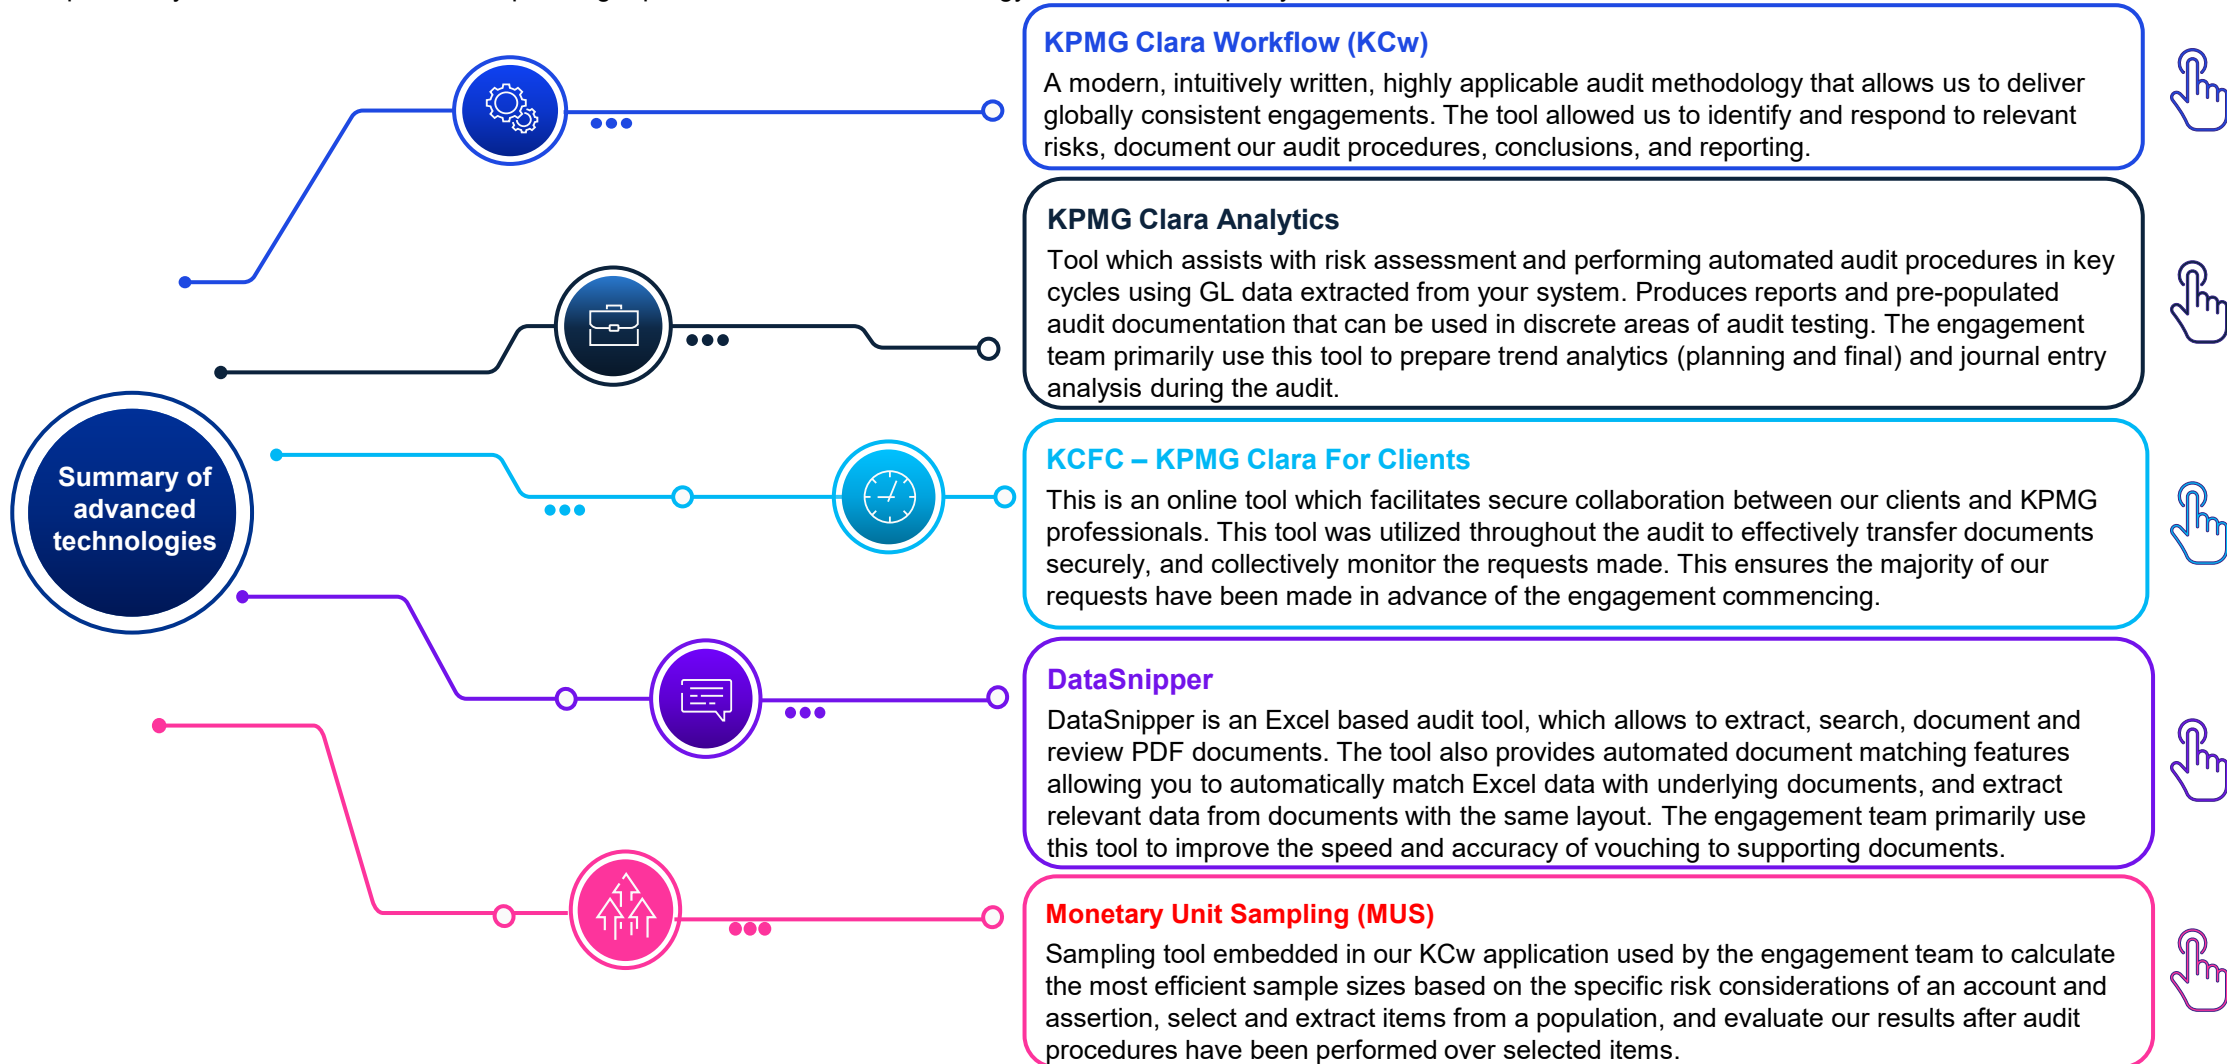 KPMG Clara Workflow (KCw)
A modern, intuitively written, highly applicable audit methodology that allows us to deliver
globally consistent engagements. The tool allowed us to identify and respond to relevant
risks, document our audit procedures, conclusions, and reporting.
KPMG Clara Analytics
Tool which assists with risk assessment and performing automated audit procedures in key
cycles using GL data extracted from your system. Produces reports and pre-populated
audit documentation that can be used in discrete areas of audit testing. The engagement
team primarily use this tool to prepare trend analytics (planning and final) and journal entry
analysis during the audit.
Summary of
advanced
technologies
KCFC – KPMG Clara For Clients
This is an online tool which facilitates secure collaboration between our clients and KPMG
professionals. This tool was utilized throughout the audit to effectively transfer documents
securely, and collectively monitor the requests made. This ensures the majority of our
requests have been made in advance of the engagement commencing.
DataSnipper
DataSnipper is an Excel based audit tool, which allows to extract, search, document and
review PDF documents. The tool also provides automated document matching features
allowing you to automatically match Excel data with underlying documents, and extract
relevant data from documents with the same layout. The engagement team primarily use
this tool to improve the speed and accuracy of vouching to supporting documents.
Monetary Unit Sampling (MUS)
Sampling tool embedded in our KCw application used by the engagement team to calculate
the most efficient sample sizes based on the specific risk considerations of an account and
assertion, select and extract items from a population, and evaluate our results after audit
procedures have been performed over selected items.